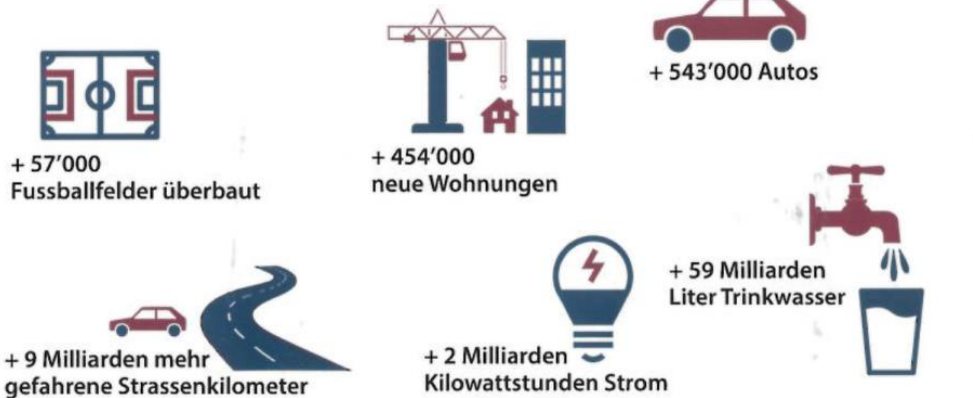 + 543’000 Autos
+ 57’000
Fussballfelder überbaut
+ 454’000
neue Wohnungen
+ 59 Milliarden
Liter Trinkwasser
+ 9 Milliarden mehr
gefahrene Strassenkilometer
+ 2 Milliarden
Kilowattstunden Strom